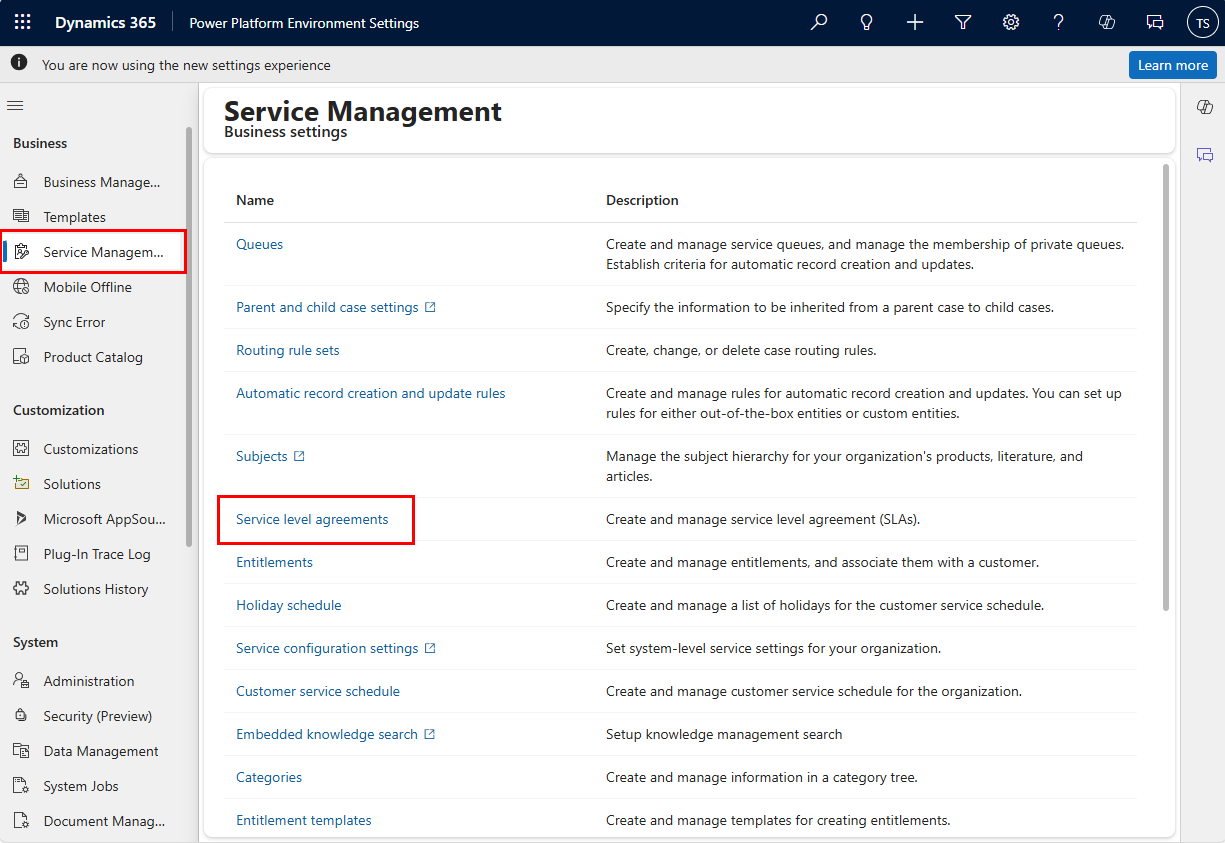 Dynamics 365 Power Platform Environment Settings TS
You are now using the new settings experience Learn more
Business
Business Manage...
Templates
Service Managem...
Mobile Offline
Sync Error
Product Catalog
Customization
Customizations
Solutions
Microsoft AppSou...
Plug-In Trace Log
Solutions History
System
Administration
Security (Preview)
Data Management
System Jobs
Document Manag...
Service Management
Business settings
Name Description
Queues Create and manage service queues, and manage the membership of private queues.
Establish criteria for automatic record creation and updates.
Parent and child case settings Specify the information to be inherited from a parent case to child cases.
Routing rule sets Create, change, or delete case routing rules.
Automatic record creation and update rules Create and manage rules for automatic record creation and updates. You can set up
rules for either out-of-the-box entities or custom entities.
Subjects Manage the subject hierarchy for your organization's products, literature, and
articles.
Service level agreements Create and manage service level agreement (SLAs).
Entitlements Create and manage entitlements, and associate them with a customer.
Holiday schedule Create and manage a list of holidays for the customer service schedule.
Service configuration settings Set system-level service settings for your organization.
Customer service schedule Create and manage customer service schedule for the organization.
Embedded knowledge search Setup knowledge management search
Categories Create and manage information in a category tree.
Entitlement templates Create and manage templates for creating entitlements.